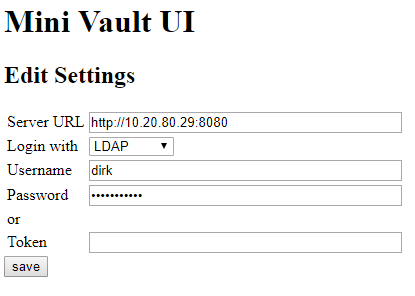 Mini Vault UI
Edit Settings
Server URL http://10.20.80.29:8080
Login with LDAP
Username dirk
Password •••••••••••
or
Token
save